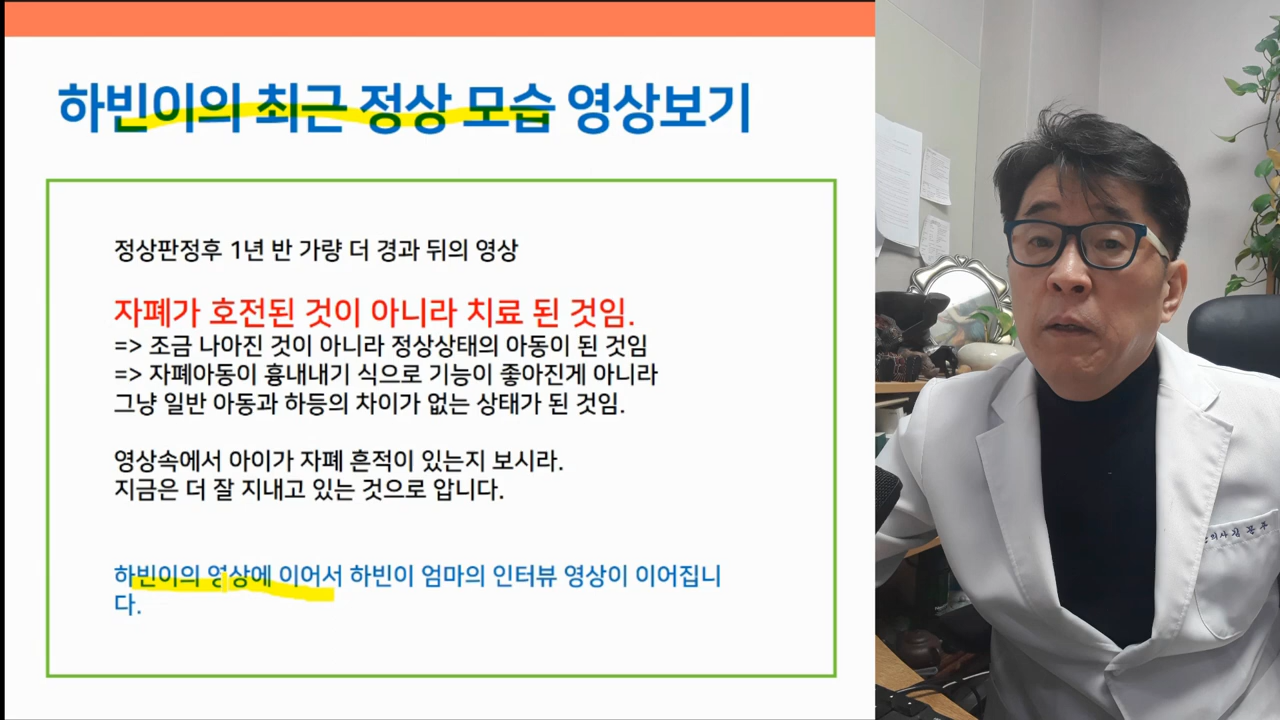 하빈이의 최근 정상 모습 영상보기
정상판정후 1년 반 가량 더 경과 뒤의 영상
자폐가 호전된 것이 아니라 치료 된 것임.
=> 조금 나아진 것이 아니라 정상상태의 아동이 된 것임
=> 자폐아동이 흉내내기 식으로 기능이 좋아진게 아니라
그냥 일반 아동과 하등의 차이가 없는 상태가 된 것임.
영상속에서 아이가 자폐 흔적이 있는지 보시라.
지금은 더 잘 지내고 있는 것으로 압니다.
하빈이의 영상에 이어서 하빈이 엄마의 인터뷰 영상이 이어집니
다.